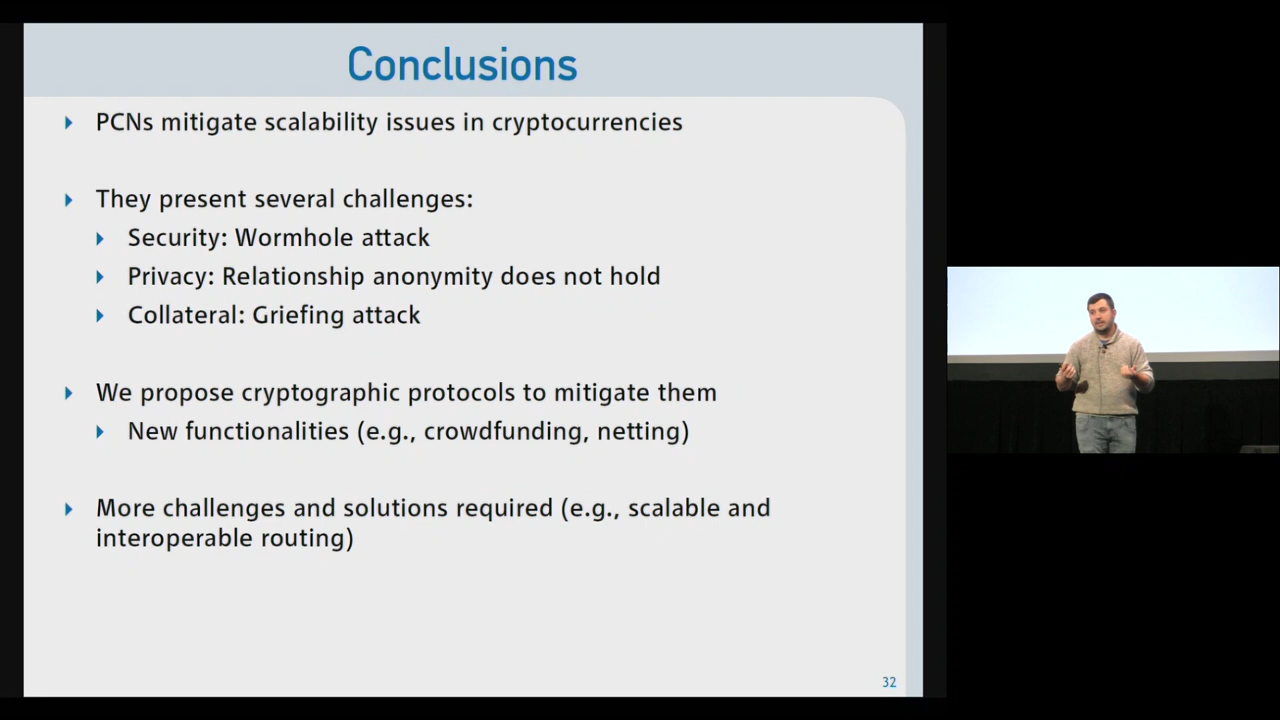 Conclusions
PCNs mitigate scalability issues in cryptocurrencies
They present several challenges:
Security: Wormhole attack
Privacy: Relationship anonymity does not hold
Collateral: Griefing attack
We propose cryptographic protocols to mitigate them
New functionalities (e.g., crowdfunding, netting)
More challenges and solutions required (e.g., scalable and
interoperable routing)
32